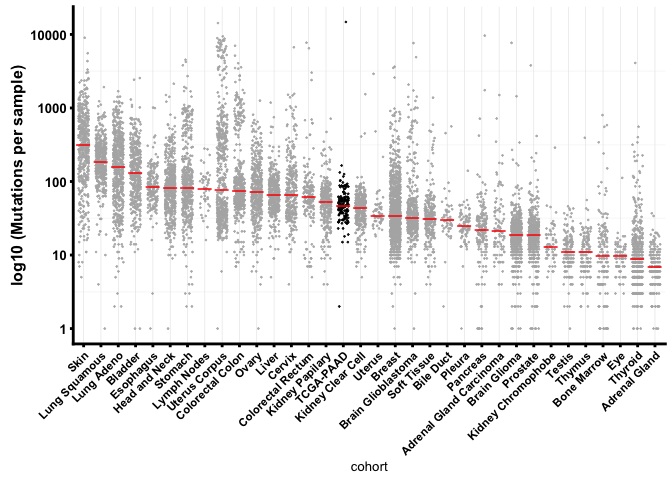 log10 (Mutations per sample)
10000
1000
100
10
1
Skin
Lung Squamous
Lung Adeno
Bladder
Esophagus
Head and Neck
Stomach
Lymph Nodes
Uterus Corpus
Colorectal Colon
Ovary
Liver
Cervix
Colorectal Rectum
Kidney Papillary
TCGA-PAAD
Kidney Clear Cell
Uterus
Breast
Brain Glioblastoma
Soft Tissue
Bile Duct
Pleura
Pancreas
Adrenal Gland Carcinoma
Brain Glioma
Prostate
Kidney Chromophobe
Testis
Thymus
Bone Marrow
Eye
Thyroid
Adrenal Gland
cohort